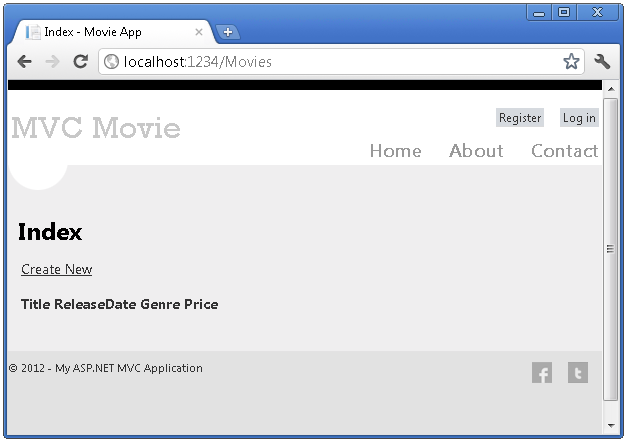 Index - Movie App
localhost:1234/Movies
Register Log in
MVC Movie
Home About Contact
Index
Create New
Title ReleaseDate Genre Price
© 2012 - My ASP.NET MVC Application